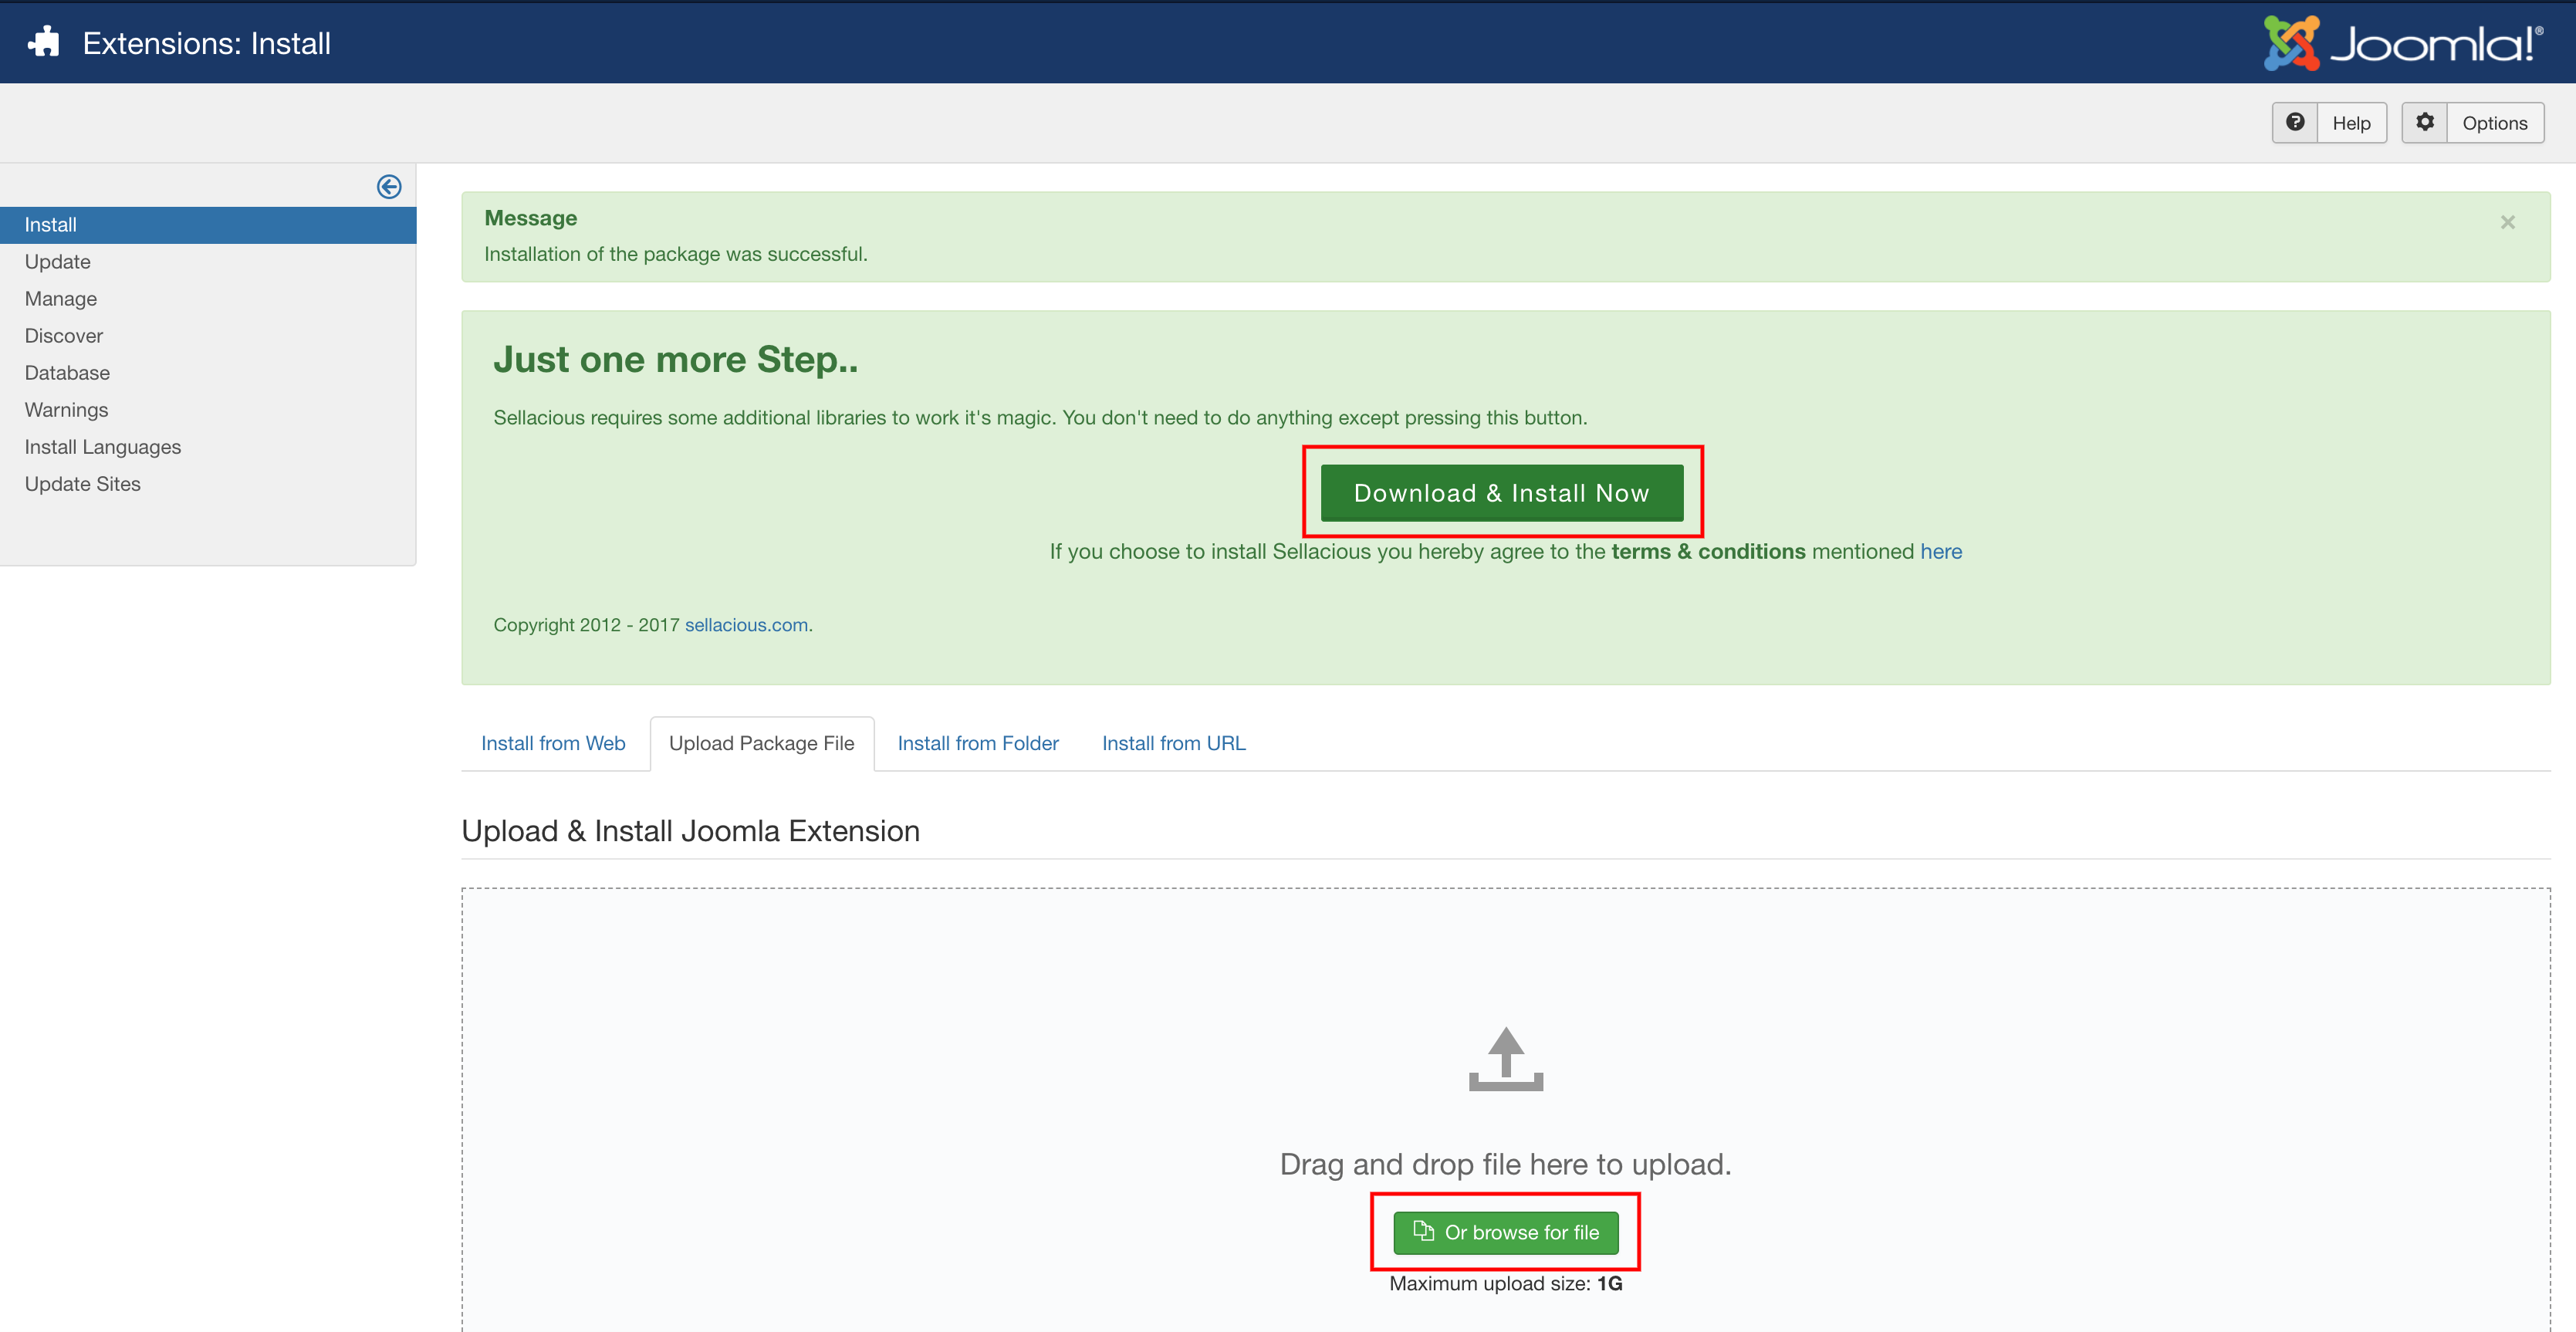 Extensions: Install
Joomla!®
Help
Options
Install
Update
Manage
Discover
Database
Warnings
Install Languages
Update Sites
Message
×
Installation of the package was successful.
Just one more Step..
Sellacious requires some additional libraries to work it's magic. You don't need to do anything except pressing this button.
Download & Install Now
If you choose to install Sellacious you hereby agree to the terms & conditions mentioned here
Copyright 2012 - 2017 sellacious.com.
Install from Web
Upload Package File
Install from Folder
Install from URL
Upload & Install Joomla Extension
Drag and drop file here to upload.
Or browse for file
Maximum upload size: 1G